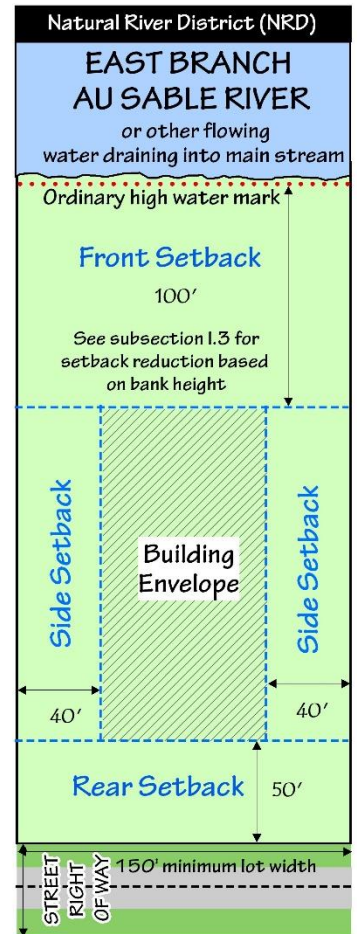 Natural River District (NRD)
EAST BRANCH
AU SABLE RIVER
or other flowing
water draining into main stream
Ordinary high water mark
Front Setback
100'
See subsection I.3 for
setback reduction based
on bank height
Side Setback
Building
Envelope
Side Setback
40'
40'
Rear Setback
50'
150' minimum lot width
STREET
RIGHT
OF WAY